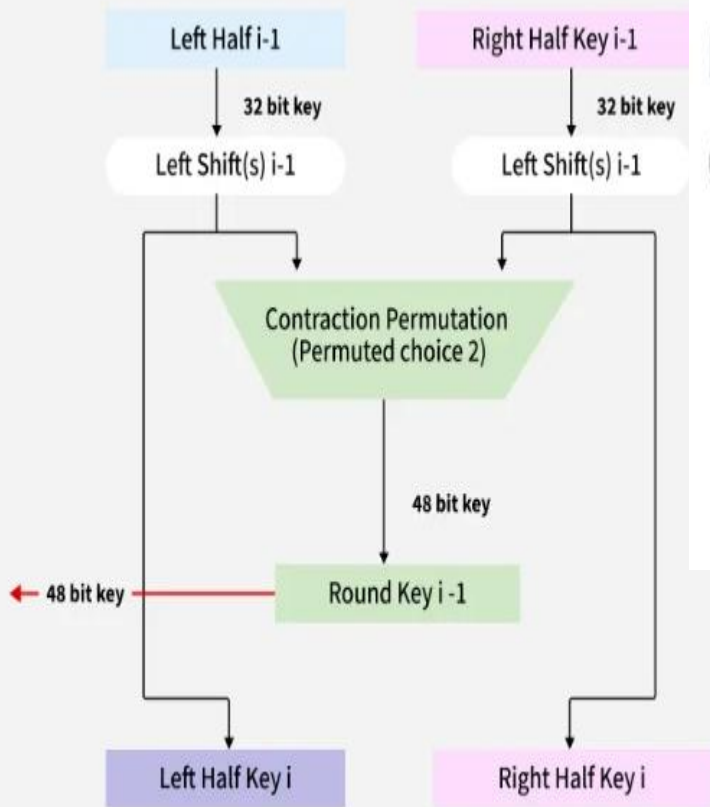 Left Half i-1
Right Half Key i-1
32 bit key
32 bit key
Left Shift(s) i-1
Left Shift(s) i-1
Contraction Permutation
(Permuted choice 2)
48 bit key
48 bit key
Round Key i -1
Left Half Key i
Right Half Key i